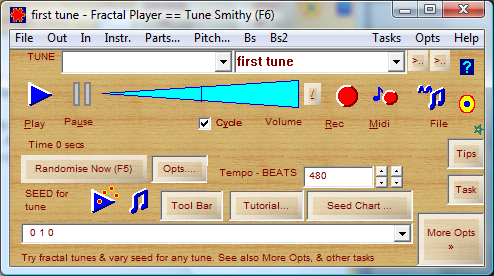 first tune - Fractal Player == Tune Smithy (F6)
File Out In Instr. Parts... Pitch... Bs Bs2 Tasks Opts Help
TUNE first tune >.. >..
Play Pause Cycle Volume / Rec Midi File
Time 0 secs
Randomise Now (F5) Opts.... Tempo - BEATS 480 Tips
SEED for
tune Tool Bar Tutorial... Seed Chart ... Task
0 1 0 More Opts
»
Try fractal tunes & vary seed for any tune. See also More Opts, & other tasks